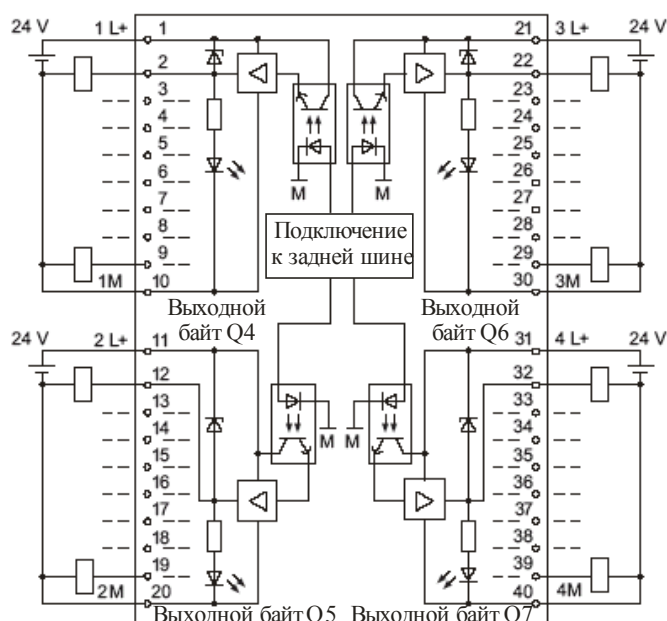 24 V 1 L+ 1 21 3 L+ 24 V
2 22
3 23
4 24
5 25
6 26
7 27
8 28
9 29
1M 10 30 3M
M M
Подключение
к задней шине
Выходной
байт Q4
Выходной
байт Q6
24 V 2 L+ 11 31 4 L+ 24 V
12 32
13 33
14 34
M M
15 35
16 36
17 37
18 38
19 39
2M 20 40 4M
Выходной байт Q5 Выходной байт Q7